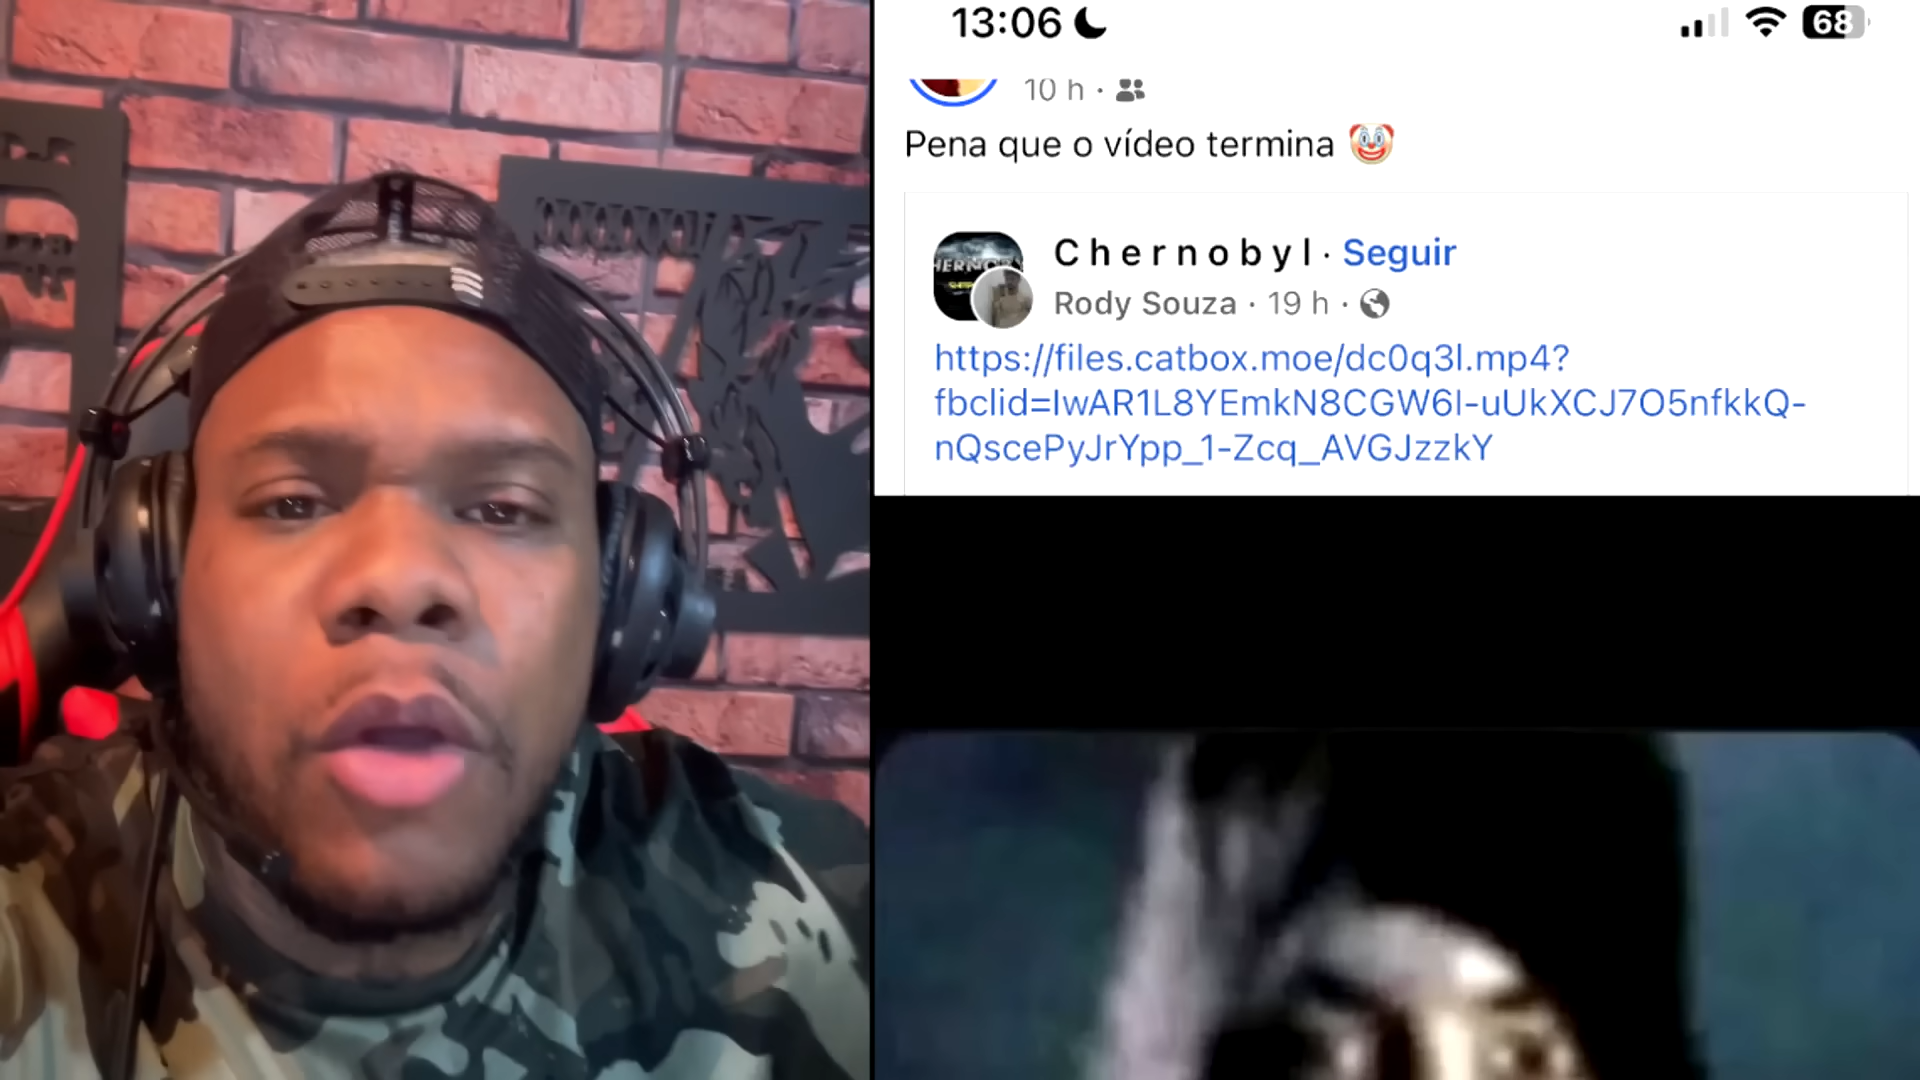 13:06
68
10 h ·
Pena que o vídeo termina 🤡
C h e r n o b y l · Seguir
Rody Souza · 19 h ·
https://files.catbox.moe/dc0q3l.mp4?
fbclid=IwAR1L8YEmkN8CGW6I-uUkXCJ7O5nfkkQ-
nQscePyJrYpp_1-Zcq_AVGJzzkY